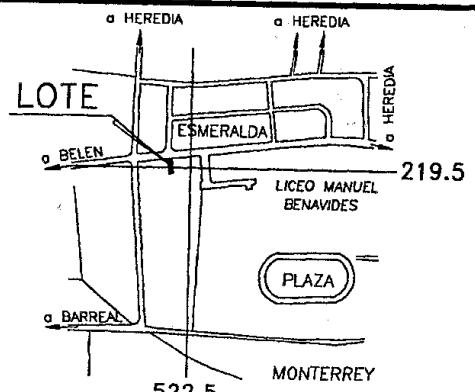 a HEREDIA
a HEREDIA
LOTE
ESMERALDA
a HEREDIA
a BELEN
219.5
LICEO MANUEL
BENAVIDES
PLAZA
a BARREAL
MONTERREY
522.5